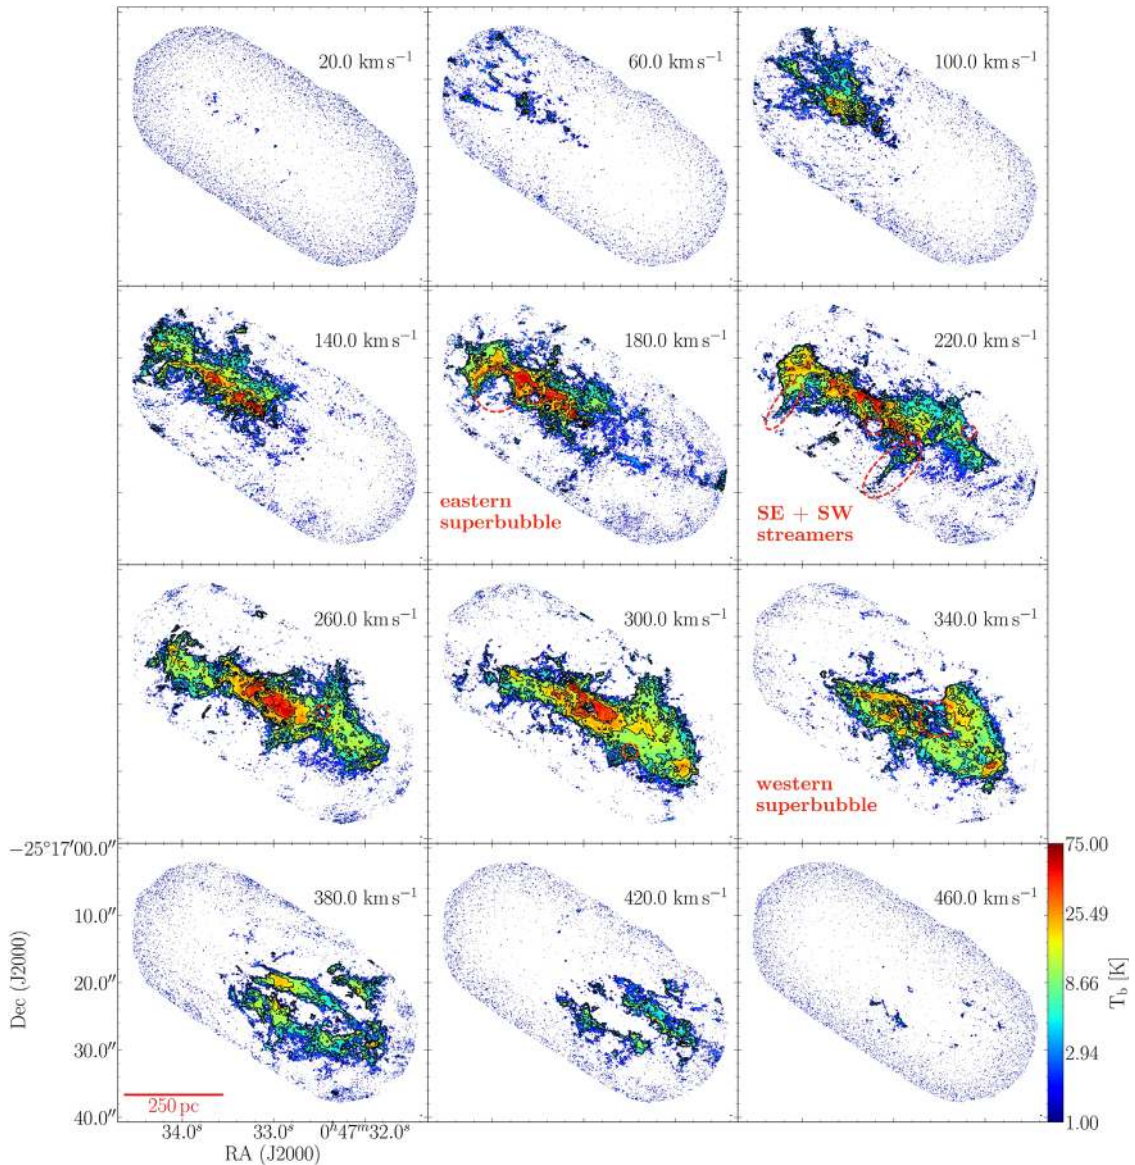 20.0 km s⁻¹
60.0 km s⁻¹
100.0 km s⁻¹
140.0 km s⁻¹
180.0 km s⁻¹
220.0 km s⁻¹
eastern
superbubble
SE + SW
streamers
260.0 km s⁻¹
300.0 km s⁻¹
340.0 km s⁻¹
western
superbubble
−25°17′00.0″
10.0″
20.0″
30.0″
40.0″
Dec (J2000)
380.0 km s⁻¹
420.0 km s⁻¹
460.0 km s⁻¹
250 pc
34.0ˢ
33.0ˢ
0ʰ47ᵐ32.0ˢ
RA (J2000)
75.00
25.49
8.66
2.94
1.00
T_b [K]